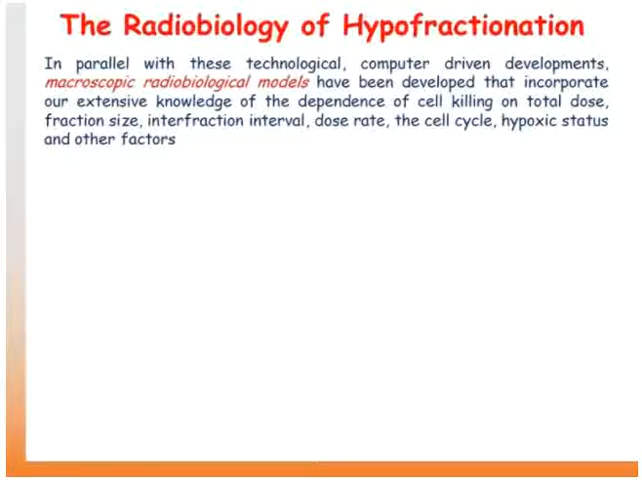 The Radiobiology of Hypofractionation
In parallel with these technological, computer driven developments,
macroscopic radiobiological models have been developed that incorporate
our extensive knowledge of the dependence of cell killing on total dose,
fraction size, interfraction interval, dose rate, the cell cycle, hypoxic status
and other factors